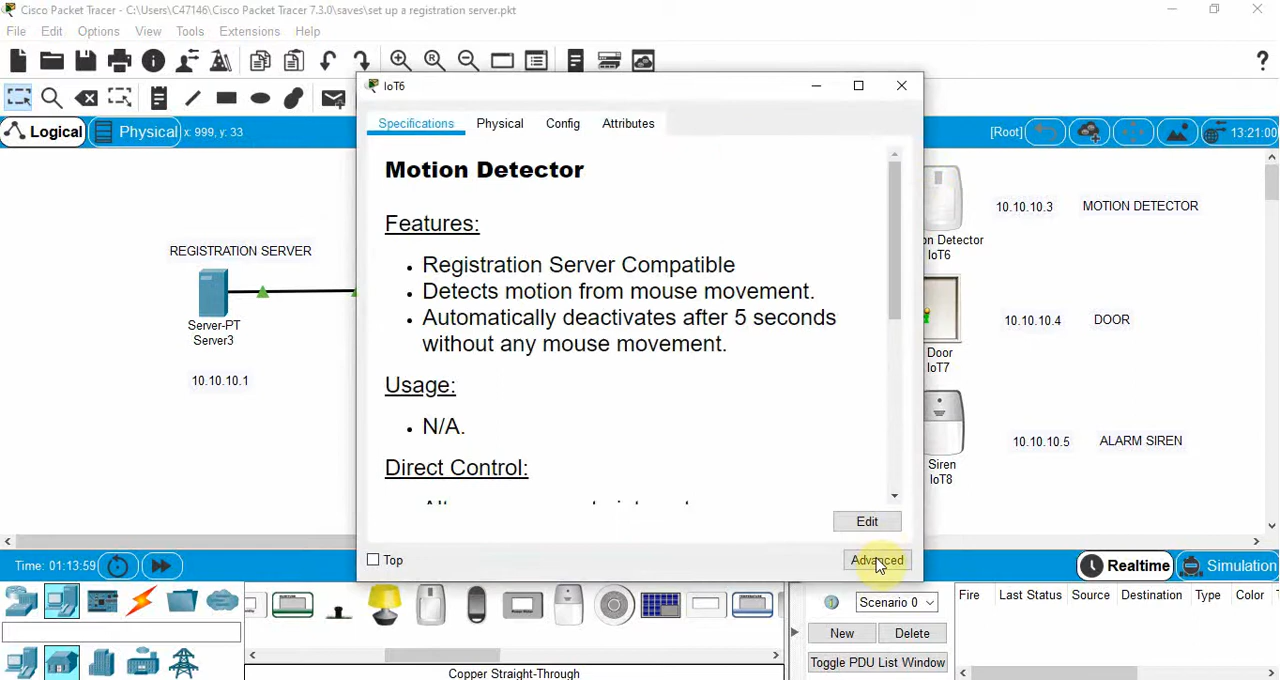 Cisco Packet Tracer - C:\Users\C47146\Cisco Packet Tracer 7.3.0\saves\set up a registration server.pkt
File Edit Options View Tools Extensions Help
Logical Physical x: 999, y: 33 [Root] 13:21:00
IoT6
Specifications Physical Config Attributes
Motion Detector
Features:
• Registration Server Compatible
• Detects motion from mouse movement.
• Automatically deactivates after 5 seconds
without any mouse movement.
Usage:
• N/A.
Direct Control:
Edit
Top Advanced
REGISTRATION SERVER
Server-PT
Server3
10.10.10.1
10.10.10.3 MOTION DETECTOR
n Detector
IoT6
10.10.10.4 DOOR
Door
IoT7
10.10.10.5 ALARM SIREN
Siren
IoT8
Time: 01:13:59 Realtime Simulation
Scenario 0 Fire Last Status Source Destination Type Color
New Delete
Toggle PDU List Window
Copper Straight-Through